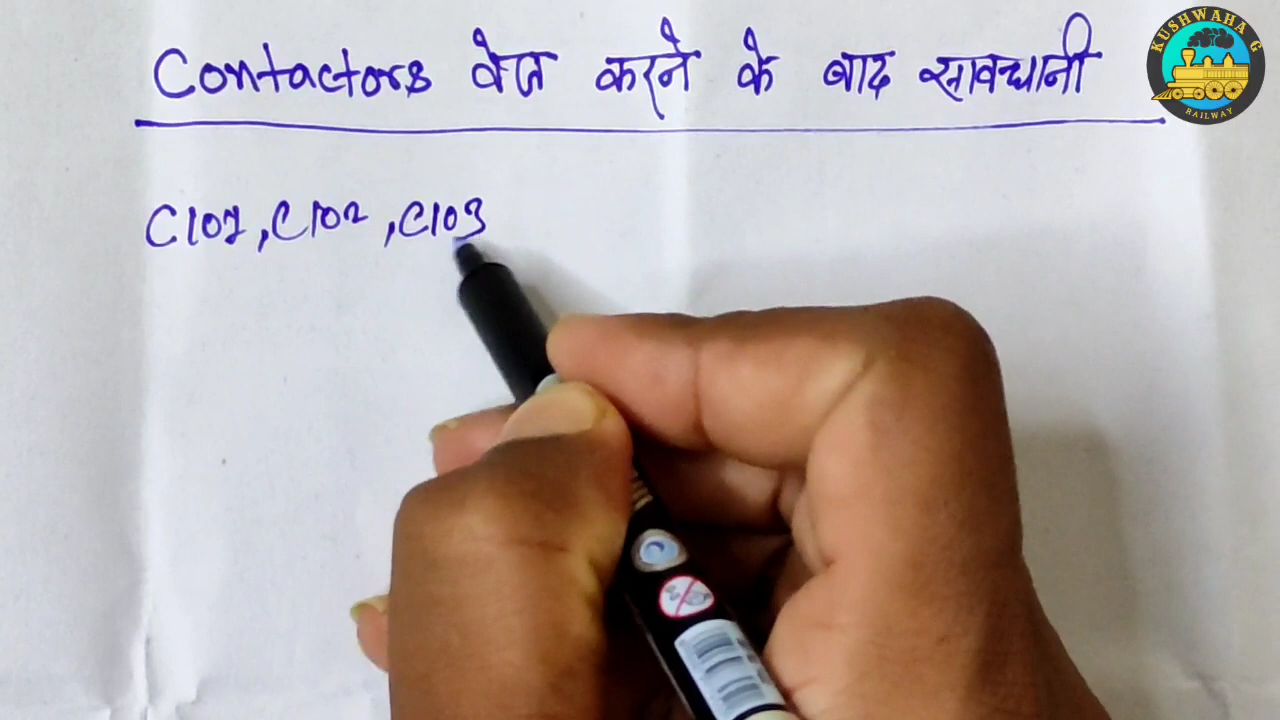 Contactors वेज करने के बाद सावधानी
C107, C102, C103
KUSHWAHA G
RAILWAY